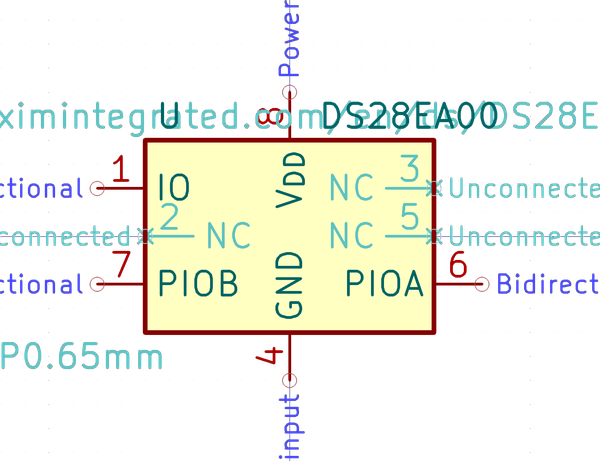 Power
ximintegrated.com/en/ds/DS28E
U
DS28EA00
8
1
IO
VDD
NC
3
Unconnecte
ctional
connected
2
NC
NC
5
Unconnecte
7
PIOB
GND
PIOA
6
Bidirect
ctional
P0.65mm
4
input